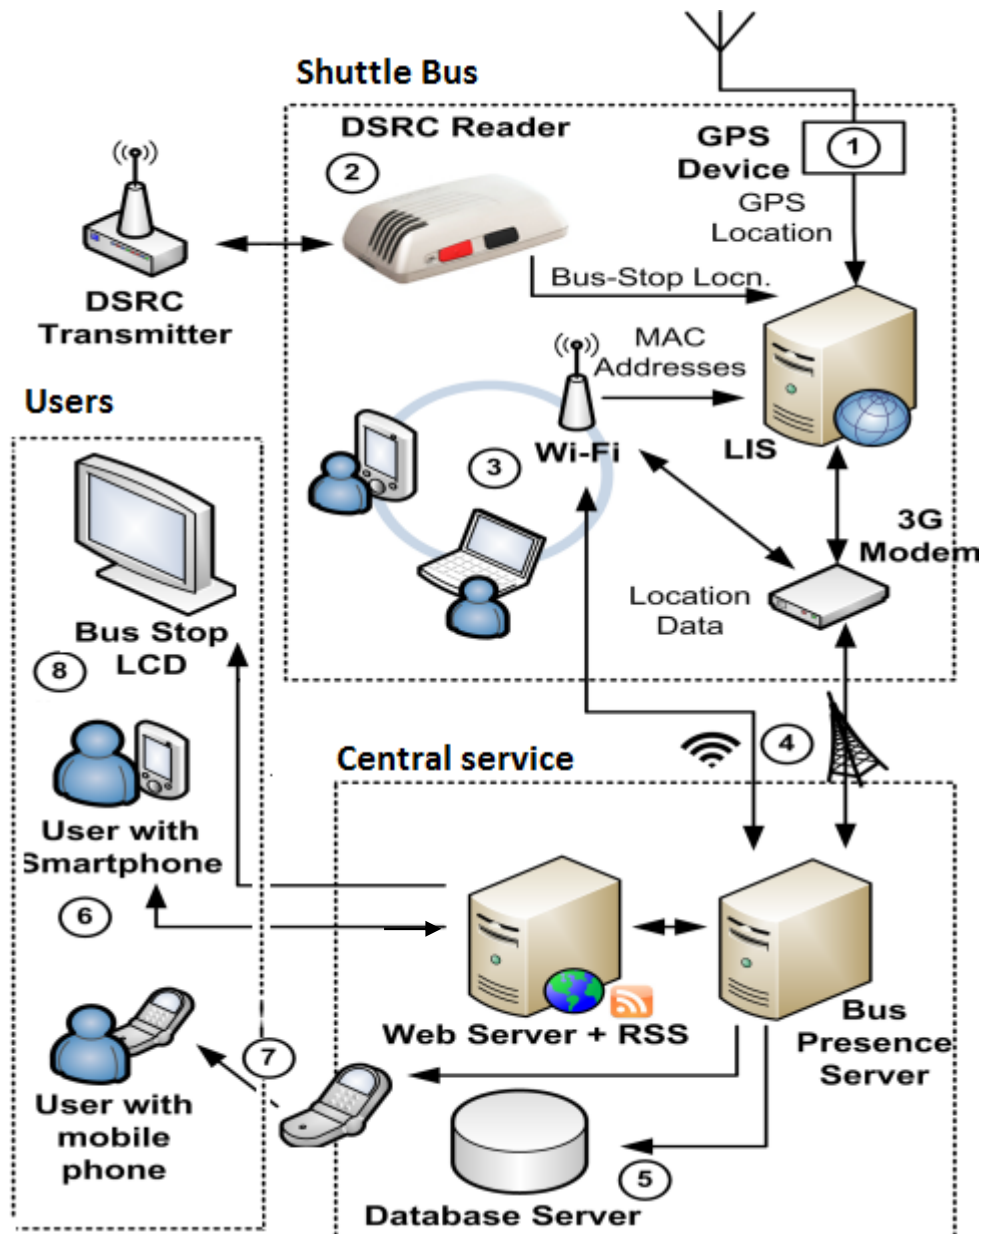 Shuttle Bus
DSRC Reader
2
GPS
Device
1
GPS
Location
DSRC
Transmitter
Bus-Stop Locn.
MAC
Addresses
Users
Wi-Fi
LIS
3
3G
Modem
Location
Data
Bus Stop
LCD
8
4
Central service
User with
Smartphone
6
Web Server + RSS
Bus
Presence
Server
7
User with
mobile
phone
5
Database Server